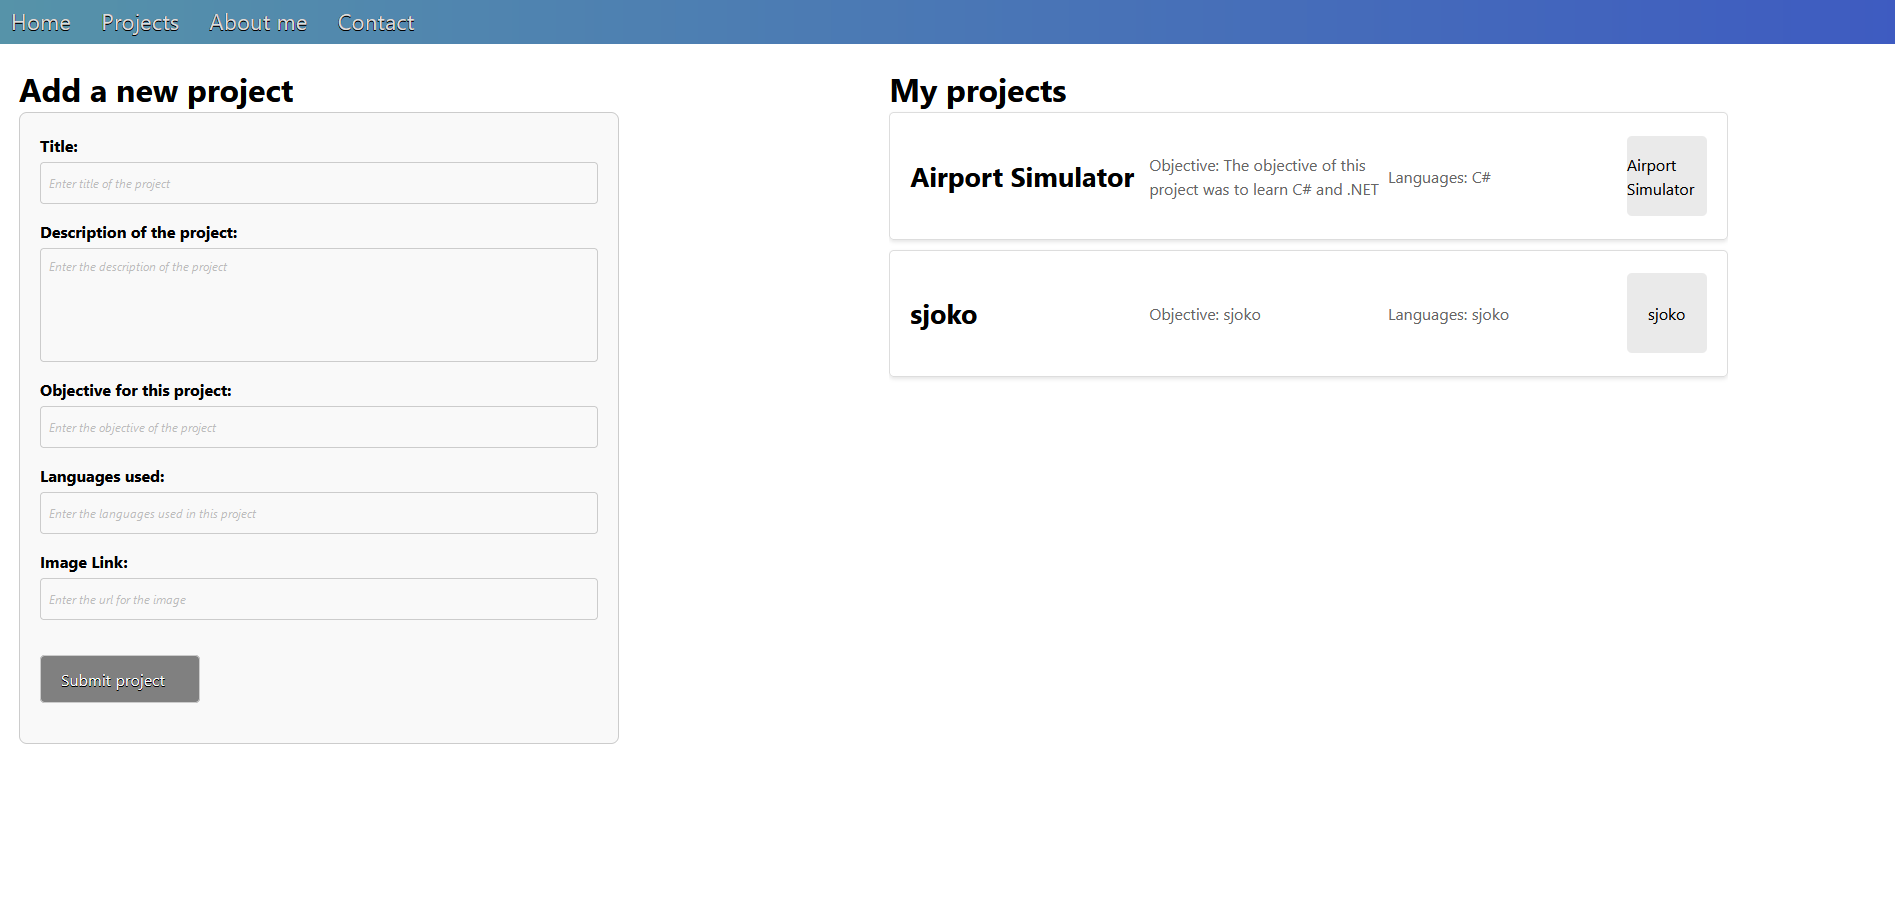 Home Projects About me Contact
Add a new project
Title:
Enter title of the project
Description of the project:
Enter the description of the project
Objective for this project:
Enter the objective of the project
Languages used:
Enter the languages used in this project
Image Link:
Enter the url for the image
Submit project
My projects
Airport Simulator
Objective: The objective of this
project was to learn C# and .NET
Languages: C#
Airport
Simulator
sjoko
Objective: sjoko
Languages: sjoko
sjoko